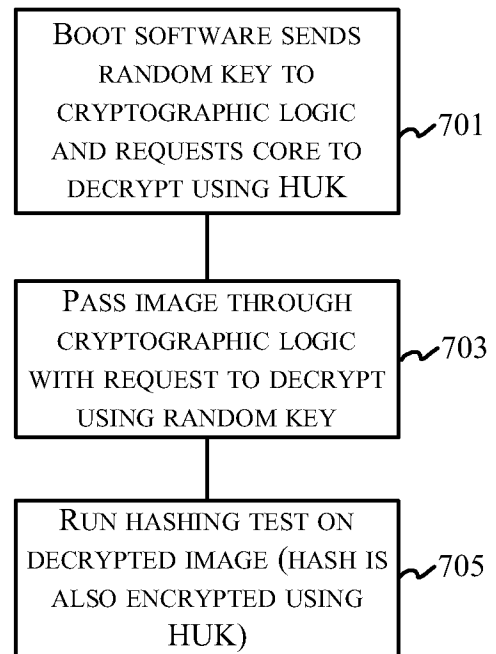 BOOT SOFTWARE SENDS
RANDOM KEY TO
CRYPTOGRAPHIC LOGIC
AND REQUESTS CORE TO
DECRYPT USING HUK
701
PASS IMAGE THROUGH
CRYPTOGRAPHIC LOGIC
WITH REQUEST TO DECRYPT
USING RANDOM KEY
703
RUN HASHING TEST ON
DECRYPTED IMAGE (HASH IS
ALSO ENCRYPTED USING
HUK)
705